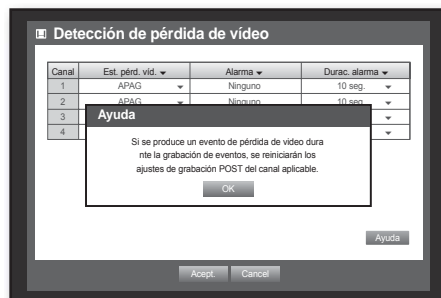 Detección de pérdida de vídeo
Canal Est. pérd. víd. Alarma Durac. alarma
1 APAG Ninguno 10 seg.
2 APAG Ninguno 10 seg.
3
4
Ayuda
Si se produce un evento de pérdida de video dura
nte la grabación de eventos, se reiniciarán los
ajustes de grabación POST del canal aplicable.
OK
Ayuda
Acept. Cancel